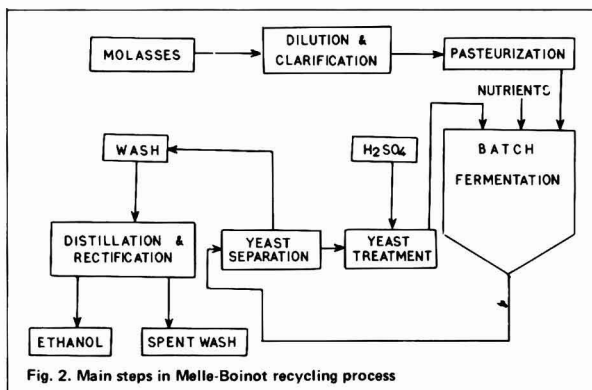 MOLASSES
DILUTION &
CLARIFICATION
PASTEURIZATION
NUTRIENTS
BATCH
FERMENTATION
WASH
H₂SO₄
DISTILLATION &
RECTIFICATION
YEAST
SEPARATION
YEAST
TREATMENT
ETHANOL
SPENT WASH
Fig. 2. Main steps in Melle-Boinot recycling process